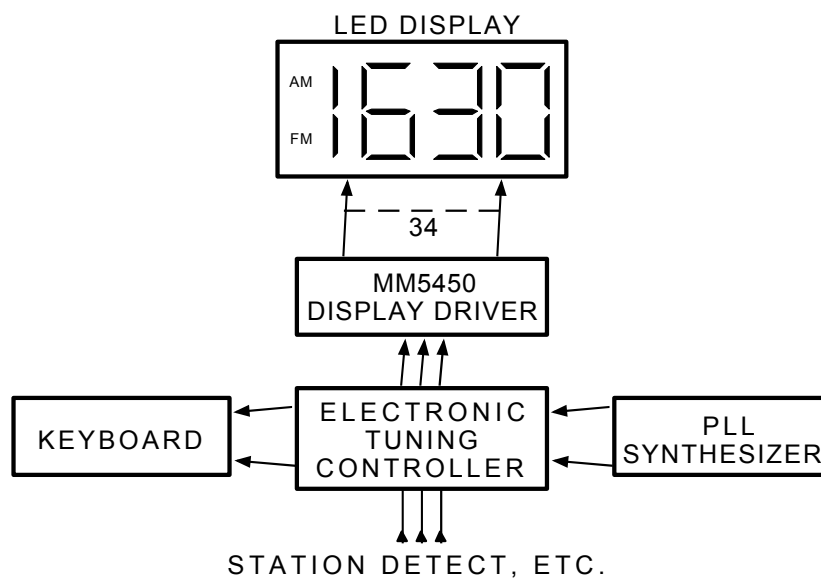 LED DISPLAY
AM
FM
1630
34
MM5450
DISPLAY DRIVER
KEYBOARD
ELECTRONIC
TUNING
CONTROLLER
PLL
SYNTHESIZER
STATION DETECT, ETC.